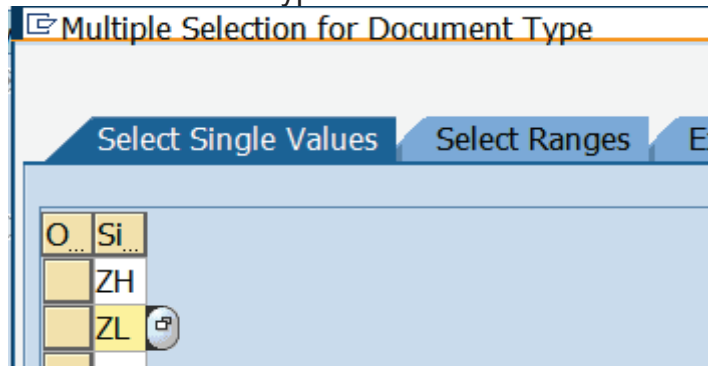 Multiple Selection for Document Type
Select Single Values Select Ranges
O... Si...
ZH
ZL